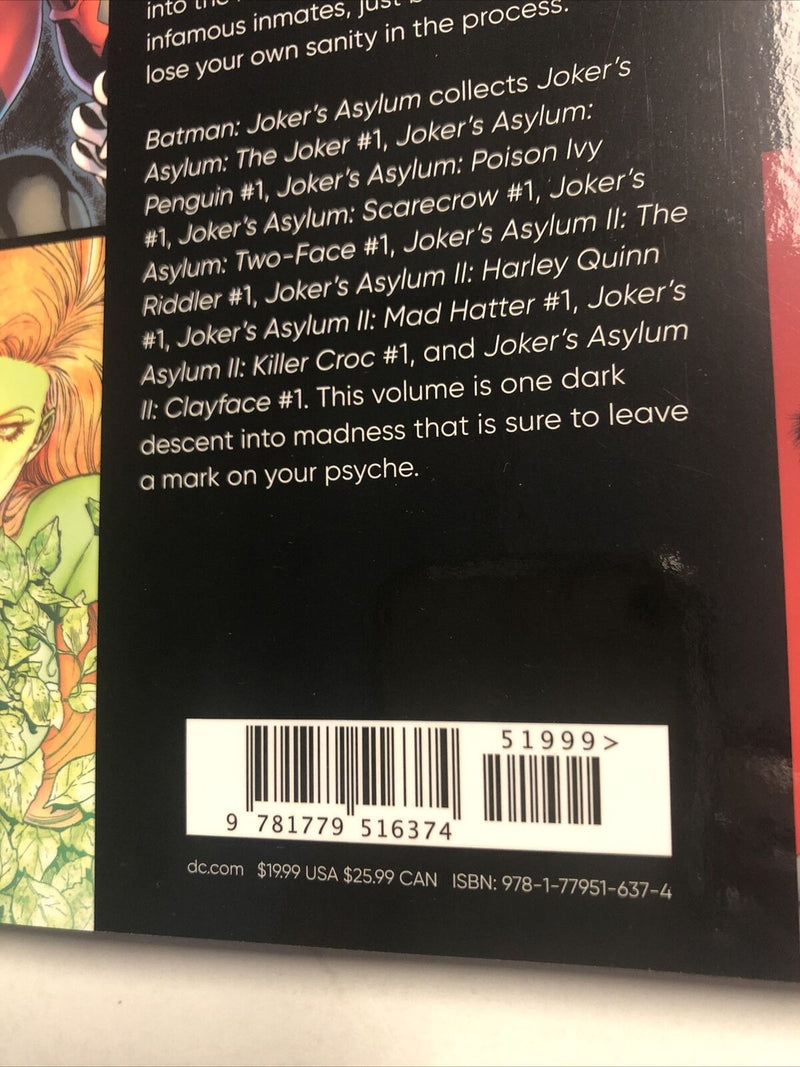 into the
infamous inmates, just
lose your own sanity in the process.
Batman: Joker's Asylum collects Joker's
Asylum: The Joker #1, Joker's Asylum:
Penguin #1, Joker's Asylum: Poison Ivy
#1, Joker's Asylum: Scarecrow #1, Joker's
Asylum: Two-Face #1, Joker's Asylum II: The
Riddler #1, Joker's Asylum II: Harley Quinn
#1, Joker's Asylum II: Mad Hatter #1, Joker's
Asylum II: Killer Croc #1, and Joker's Asylum
II: Clayface #1. This volume is one dark
descent into madness that is sure to leave
a mark on your psyche.
51999>
9 781779 516374
dc.com $19.99 USA $25.99 CAN ISBN: 978-1-77951-637-4